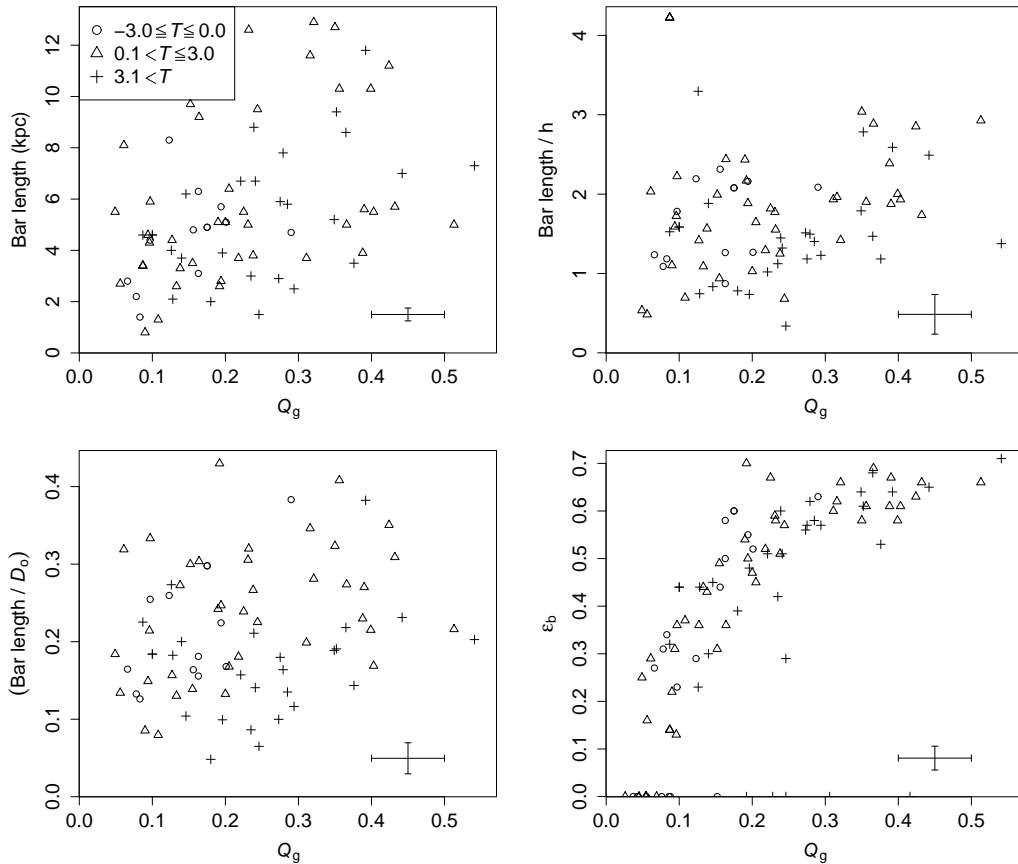 −3.0 ≦ T ≦ 0.0
0.1 < T ≦ 3.0
3.1 < T
Bar length (kpc)
0 2 4 6 8 10 12
0.0 0.1 0.2 0.3 0.4 0.5
Qg
Bar length / h
0 1 2 3 4
0.0 0.1 0.2 0.3 0.4 0.5
Qg
(Bar length / Do)
0.0 0.1 0.2 0.3 0.4
0.0 0.1 0.2 0.3 0.4 0.5
Qg
εb
0.0 0.1 0.2 0.3 0.4 0.5 0.6 0.7
0.0 0.1 0.2 0.3 0.4 0.5
Qg